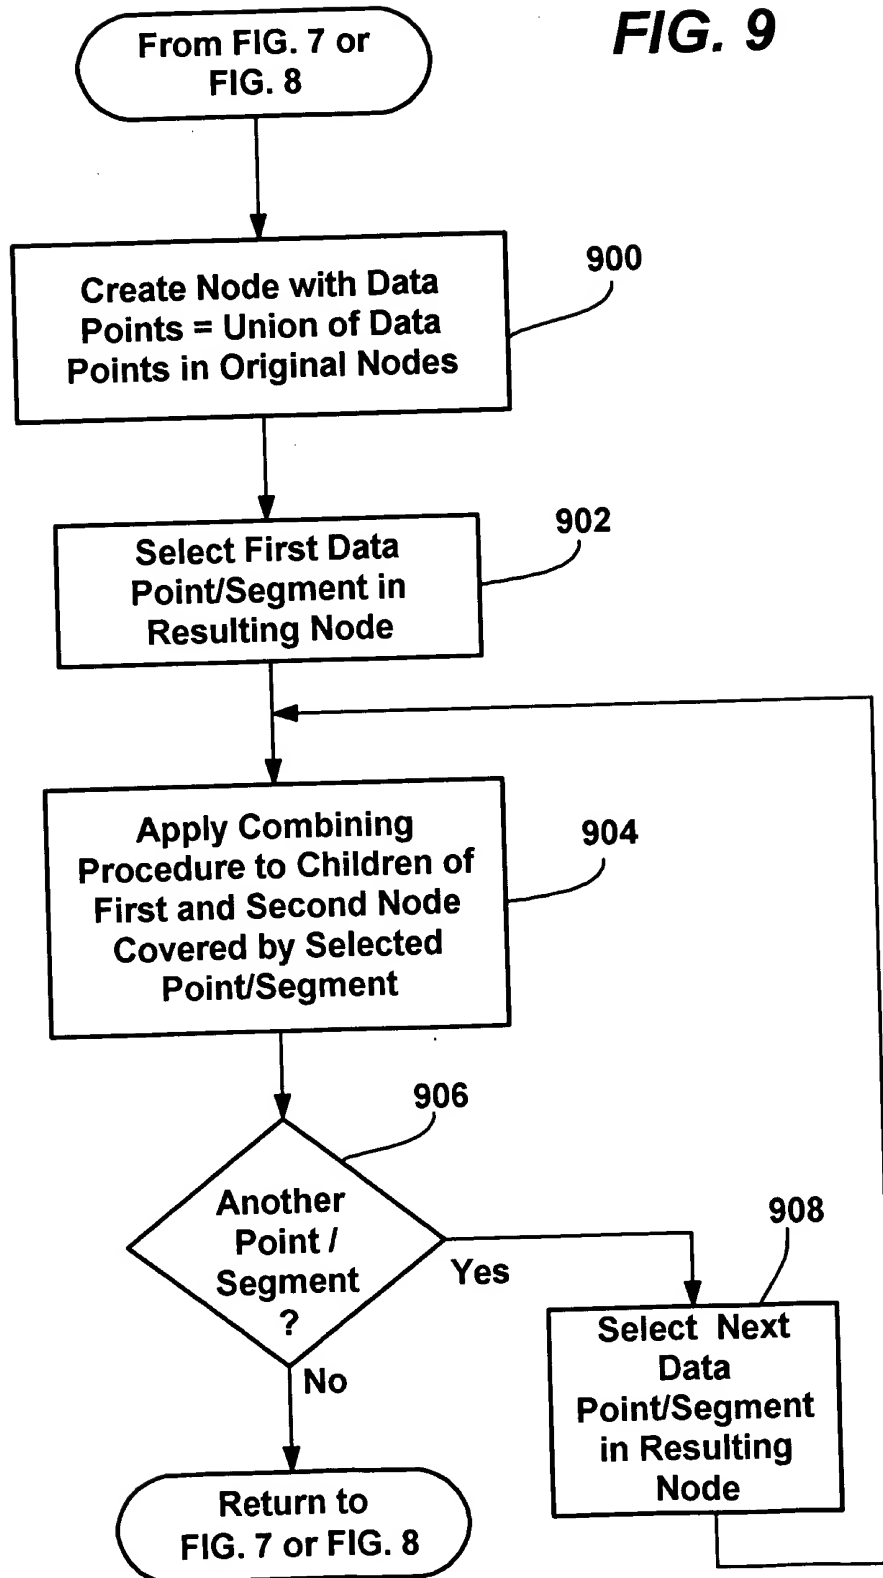 FIG. 9
From FIG. 7 or
FIG. 8
900
Create Node with Data
Points = Union of Data
Points in Original Nodes
902
Select First Data
Point/Segment in
Resulting Node
904
Apply Combining
Procedure to Children of
First and Second Node
Covered by Selected
Point/Segment
906
Another
Point /
Segment
?
Yes
No
908
Select Next
Data
Point/Segment
in Resulting
Node
Return to
FIG. 7 or FIG. 8